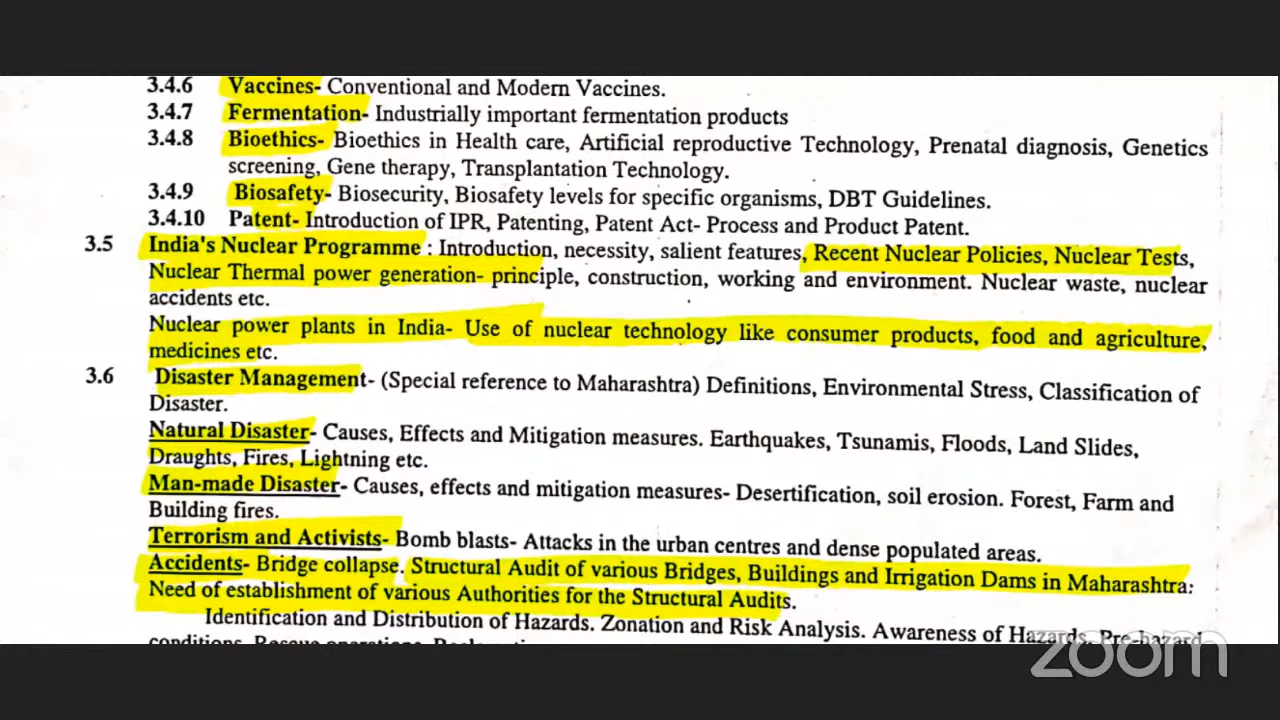 3.4.6 Vaccines- Conventional and Modern Vaccines.
3.4.7 Fermentation- Industrially important fermentation products
3.4.8 Bioethics- Bioethics in Health care, Artificial reproductive Technology, Prenatal diagnosis, Genetics
screening, Gene therapy, Transplantation Technology.
3.4.9 Biosafety- Biosecurity, Biosafety levels for specific organisms, DBT Guidelines.
3.4.10 Patent- Introduction of IPR, Patenting, Patent Act- Process and Product Patent.
3.5 India's Nuclear Programme : Introduction, necessity, salient features, Recent Nuclear Policies, Nuclear Tests,
Nuclear Thermal power generation- principle, construction, working and environment. Nuclear waste, nuclear
accidents etc.
Nuclear power plants in India- Use of nuclear technology like consumer products, food and agriculture,
medicines etc.
3.6 Disaster Management- (Special reference to Maharashtra) Definitions, Environmental Stress, Classification of
Disaster.
Natural Disaster- Causes, Effects and Mitigation measures. Earthquakes, Tsunamis, Floods, Land Slides,
Draughts, Fires, Lightning etc.
Man-made Disaster- Causes, effects and mitigation measures- Desertification, soil erosion. Forest, Farm and
Building fires.
Terrorism and Activists- Bomb blasts- Attacks in the urban centres and dense populated areas.
Accidents- Bridge collapse. Structural Audit of various Bridges, Buildings and Irrigation Dams in Maharashtra:
Need of establishment of various Authorities for the Structural Audits.
Identification and Distribution of Hazards. Zonation and Risk Analysis. Awareness of Hazards, Pre-hazard
zoom